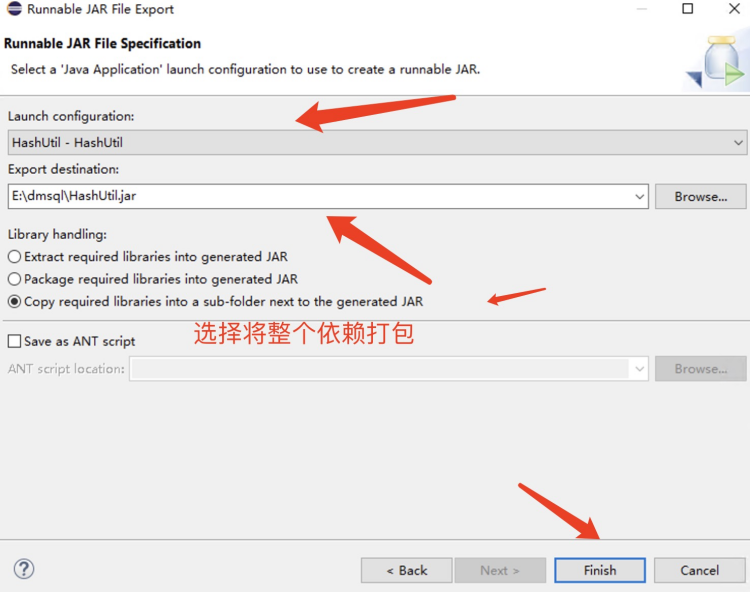 Runnable JAR File Export
Runnable JAR File Specification
Select a 'Java Application' launch configuration to use to create a runnable JAR.
Launch configuration:
HashUtil - HashUtil
Export destination:
E:\dmsql\HashUtil.jar
Browse...
Library handling:
Extract required libraries into generated JAR
Package required libraries into generated JAR
Copy required libraries into a sub-folder next to the generated JAR
选择将整个依赖打包
Save as ANT script
ANT script location:
Browse...
?
< Back
Next >
Finish
Cancel